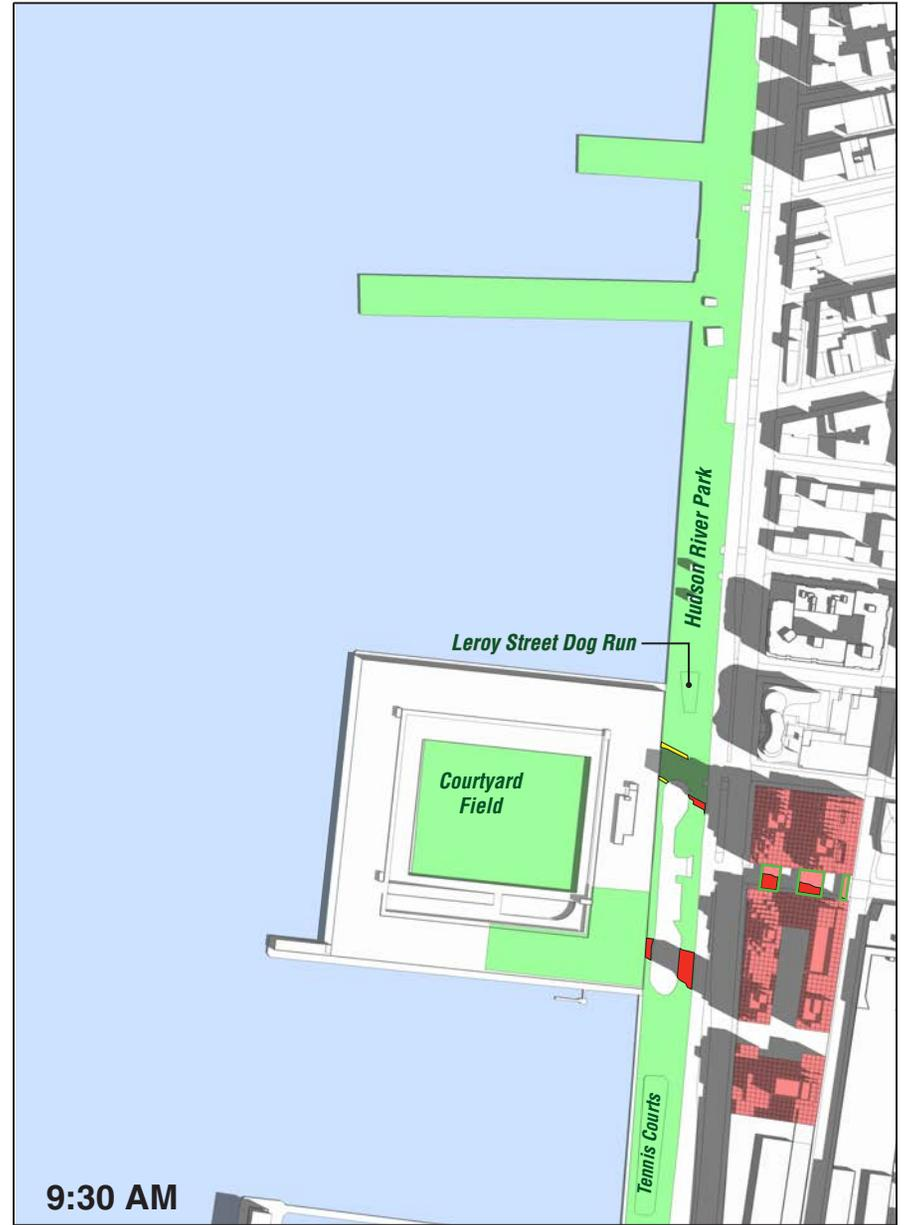 Hudson River Park
Leroy Street Dog Run
Courtyard
Field
Tennis Courts
9:30 AM